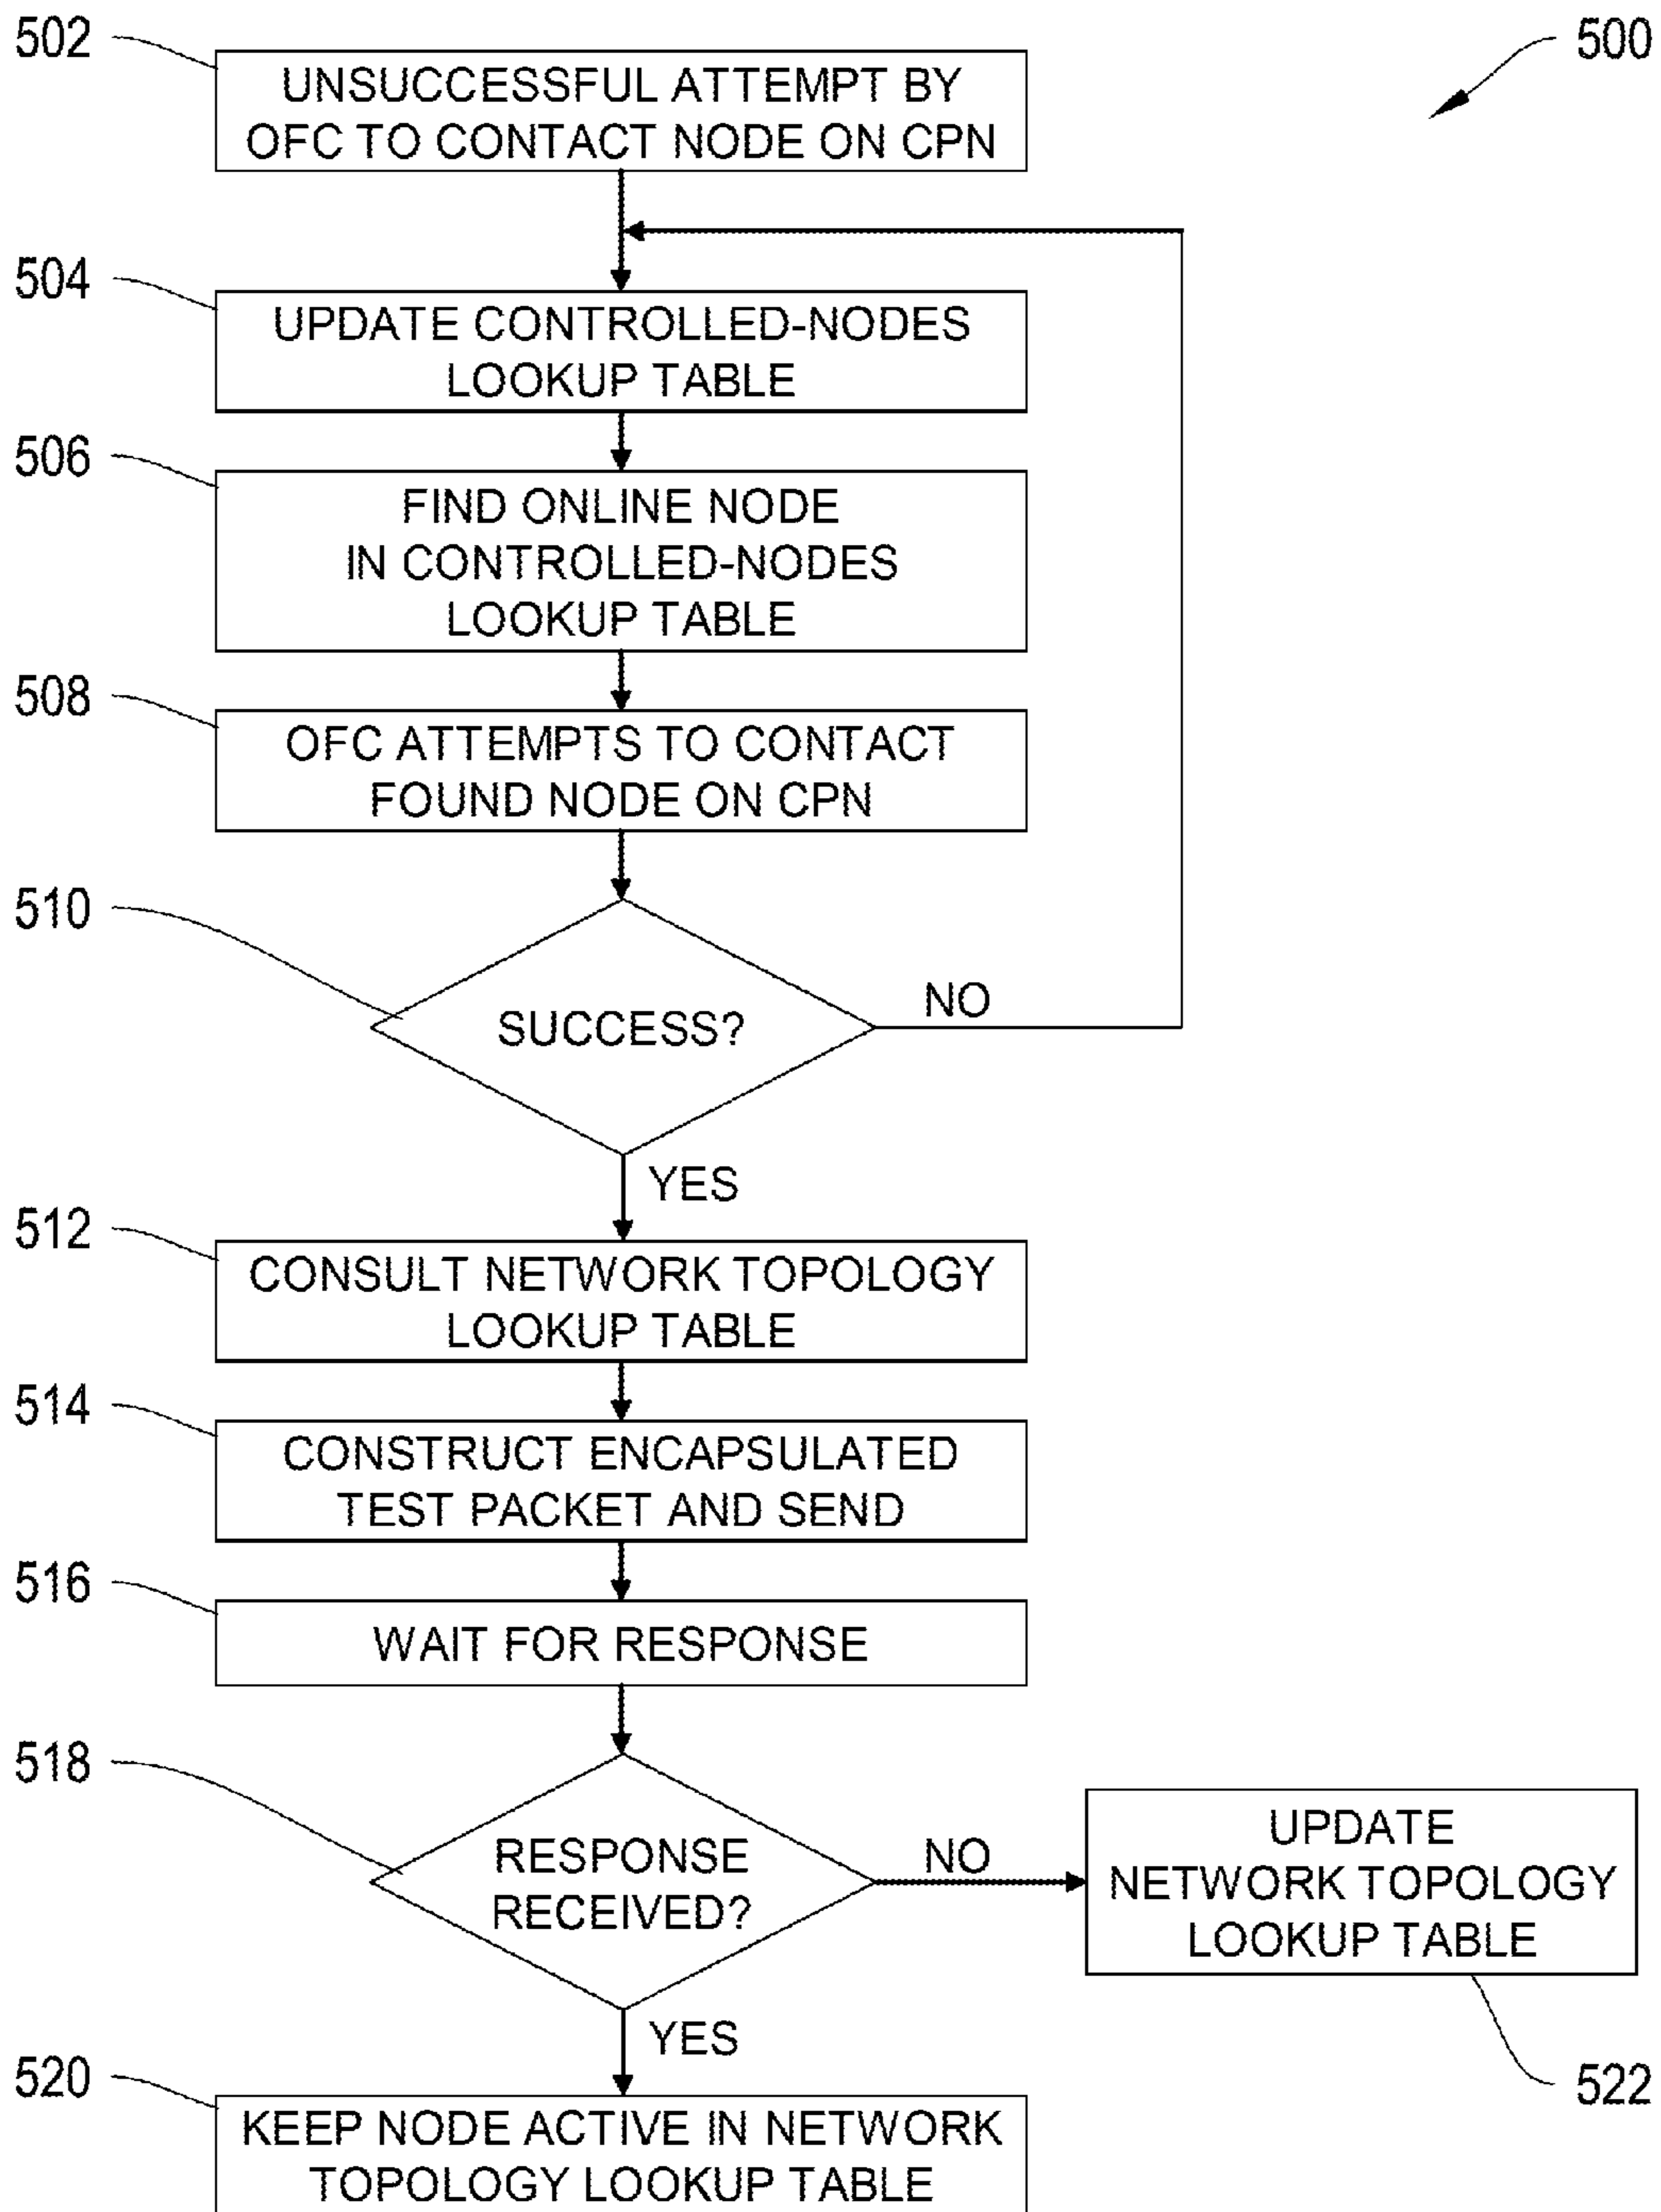 502
500
UNSUCCESSFUL ATTEMPT BY
OFC TO CONTACT NODE ON CPN
504
UPDATE CONTROLLED-NODES
LOOKUP TABLE
506
FIND ONLINE NODE
IN CONTROLLED-NODES
LOOKUP TABLE
508
OFC ATTEMPTS TO CONTACT
FOUND NODE ON CPN
510
SUCCESS?
NO
YES
512
CONSULT NETWORK TOPOLOGY
LOOKUP TABLE
514
CONSTRUCT ENCAPSULATED
TEST PACKET AND SEND
516
WAIT FOR RESPONSE
518
RESPONSE
RECEIVED?
NO
UPDATE
NETWORK TOPOLOGY
LOOKUP TABLE
522
YES
520
KEEP NODE ACTIVE IN NETWORK
TOPOLOGY LOOKUP TABLE